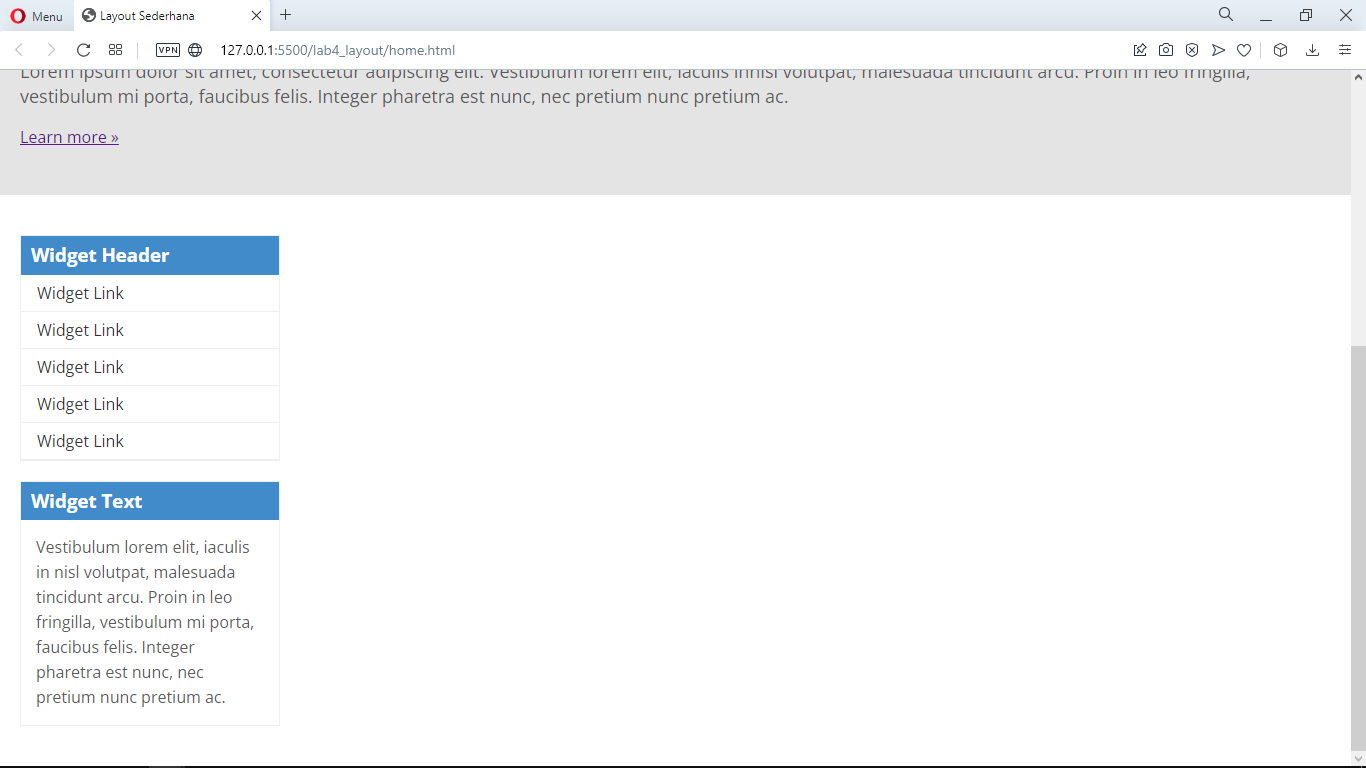 Menu
Layout Sederhana
VPN
127.0.0.1:5500/lab4_layout/home.html
Lorem ipsum dolor sit amet, consectetur adipiscing elit. Vestibulum lorem elit, iaculis innisl volutpat, malesuada tincidunt arcu. Proin in leo fringilla,
vestibulum mi porta, faucibus felis. Integer pharetra est nunc, nec pretium nunc pretium ac.
Learn more »
Widget Header
Widget Link
Widget Link
Widget Link
Widget Link
Widget Link
Widget Text
Vestibulum lorem elit, iaculis
in nisl volutpat, malesuada
tincidunt arcu. Proin in leo
fringilla, vestibulum mi porta,
faucibus felis. Integer
pharetra est nunc, nec
pretium nunc pretium ac.